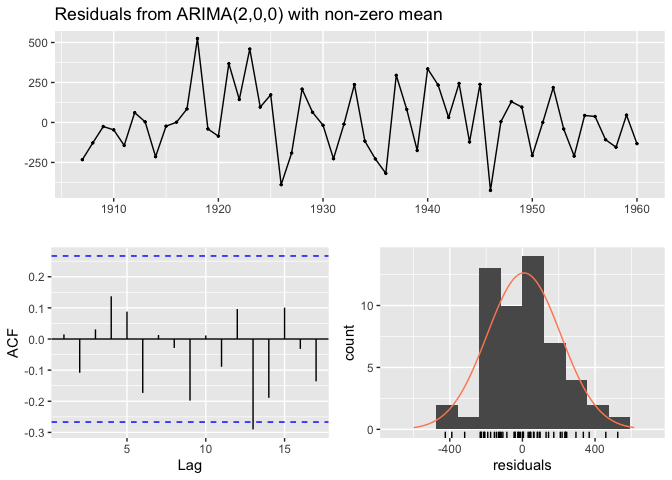 Residuals from ARIMA(2,0,0) with non-zero mean
500
250
0
-250
1910 1920 1930 1940 1950 1960
ACF
0.2
0.1
0.0
-0.1
-0.2
-0.3
5 10 15
Lag
count
10
5
0
-400 0 400
residuals